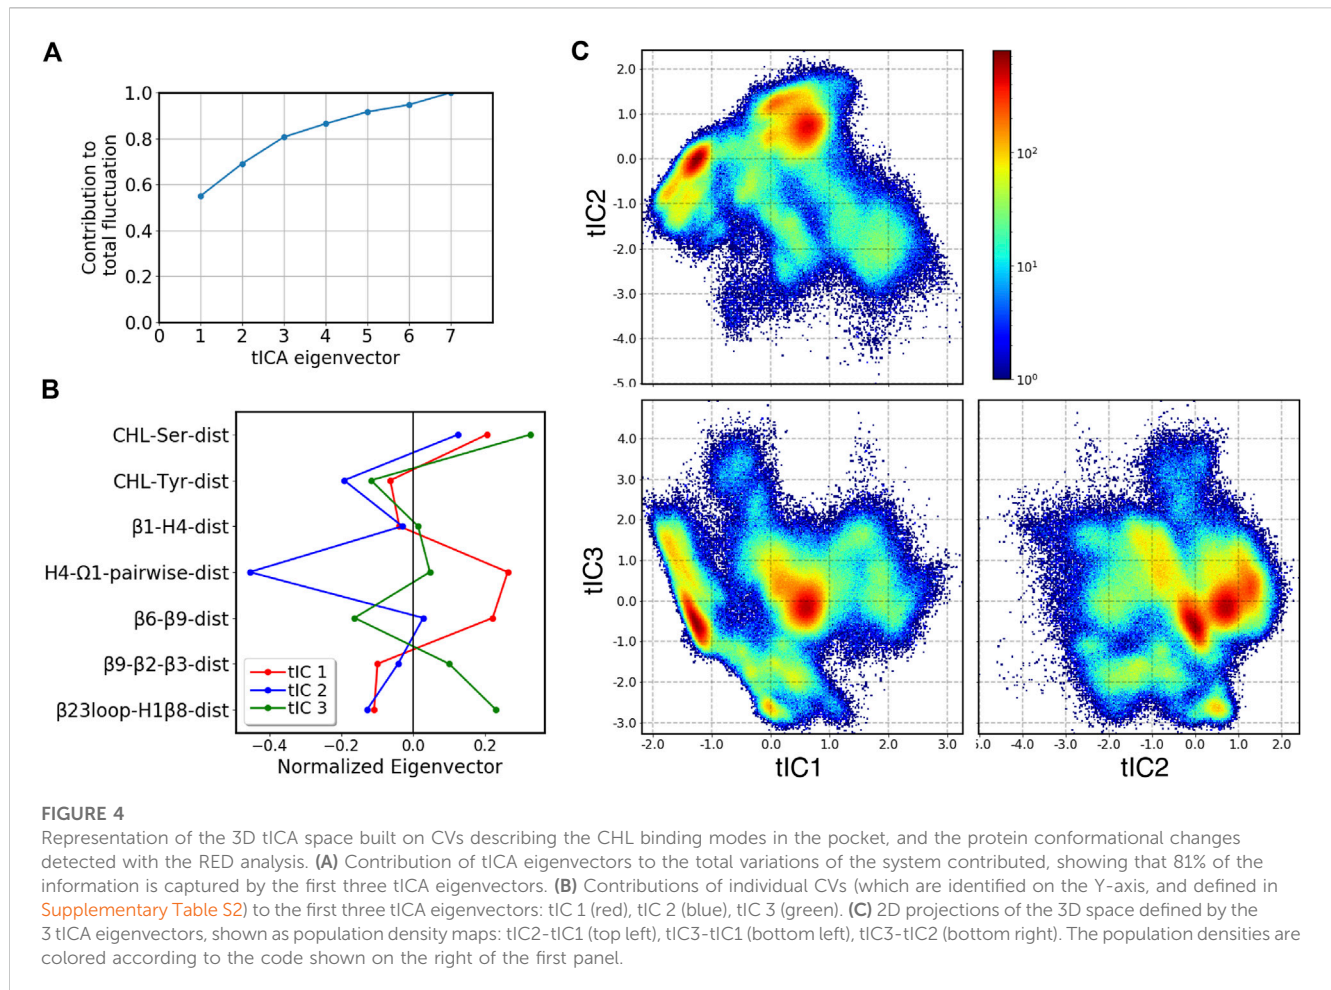 A
1.0
0.8
0.6
0.4
0.2
0.0
0 1 2 3 4 5 6 7
Contribution to
total fluctuation
tICA eigenvector
B
CHL-Ser-dist
CHL-Tyr-dist
β1-H4-dist
H4-Ω1-pairwise-dist
β6-β9-dist
β9-β2-β3-dist
β23loop-H1β8-dist
tIC 1
tIC 2
tIC 3
−0.4 −0.2 0.0 0.2
Normalized Eigenvector
C
2.0
1.0
0.0
-1.0
-2.0
-3.0
-4.0
-5.0
tIC2
10²
10¹
10⁰
4.0
3.0
2.0
1.0
0.0
-1.0
-2.0
-3.0
tIC3
-2.0 -1.0 0.0 1.0 2.0 3.0
tIC1
5.0 -4.0 -3.0 -2.0 -1.0 0.0 1.0 2.0
tIC2
FIGURE 4
Representation of the 3D tICA space built on CVs describing the CHL binding modes in the pocket, and the protein conformational changes
detected with the RED analysis. (A) Contribution of tICA eigenvectors to the total variations of the system contributed, showing that 81% of the
information is captured by the first three tICA eigenvectors. (B) Contributions of individual CVs (which are identified on the Y-axis, and defined in
Supplementary Table S2) to the first three tICA eigenvectors: tIC 1 (red), tIC 2 (blue), tIC 3 (green). (C) 2D projections of the 3D space defined by the
3 tICA eigenvectors, shown as population density maps: tIC2-tIC1 (top left), tIC3-tIC1 (bottom left), tIC3-tIC2 (bottom right). The population densities are
colored according to the code shown on the right of the first panel.